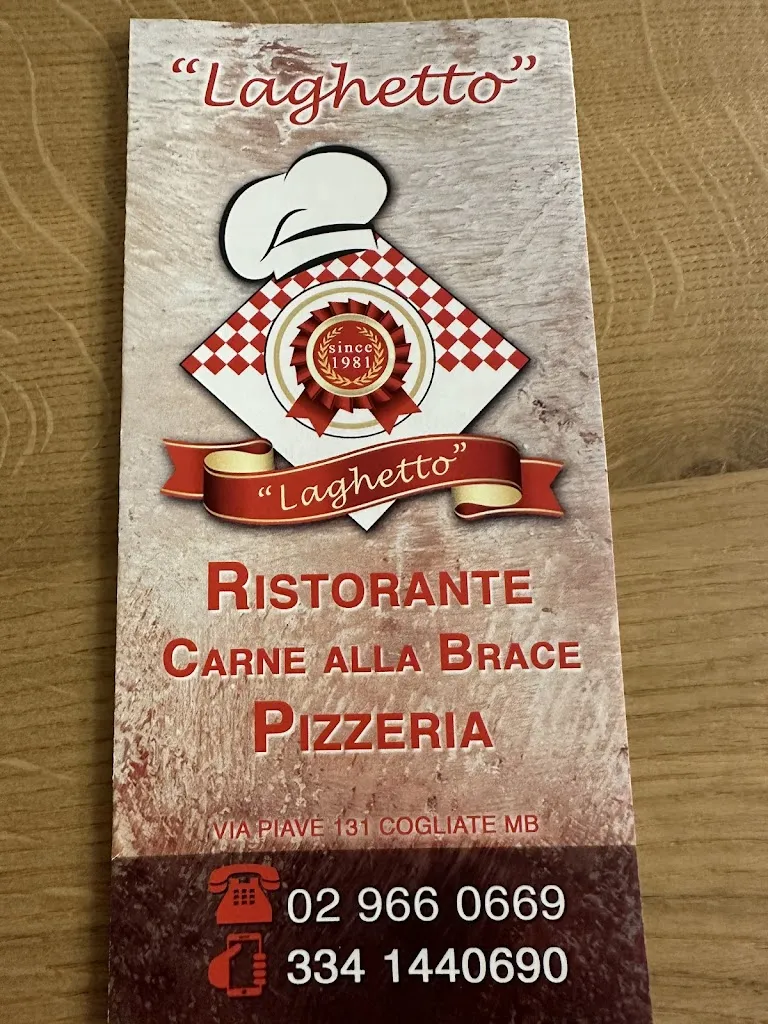 "Laghetto"
since
1981
"Laghetto"
RISTORANTE
CARNE ALLA BRACE
PIZZERIA
VIA PIAVE 131 COGLIATE MB
02 966 0669
334 1440690